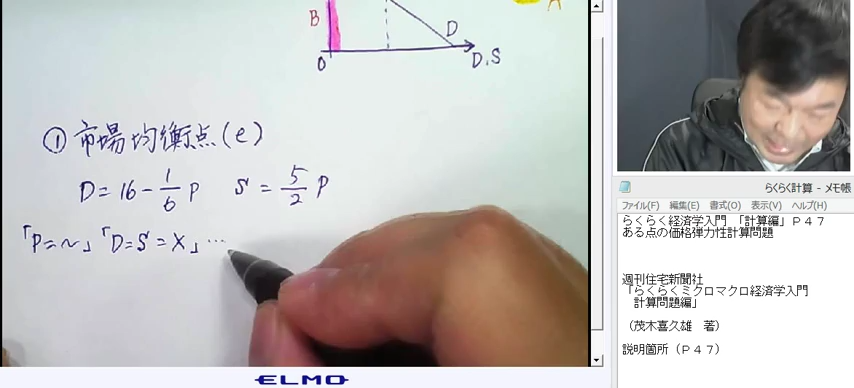 B
A
D
0
D,S
① 市場均衡点(e)
D=16-1/6P S=5/2P
「P=~」「D=S=X」…
ELMO
らくらく計算 - メモ帳
ファイル(F) 編集(E) 書式(O) 表示(V) ヘルプ(H)
らくらく経済学入門 「計算編」P47
ある点の価格弾力性計算問題
週刊住宅新聞社
「らくらくミクロマクロ経済学入門
計算問題編」
(茂木喜久雄 著)
説明箇所(P47)